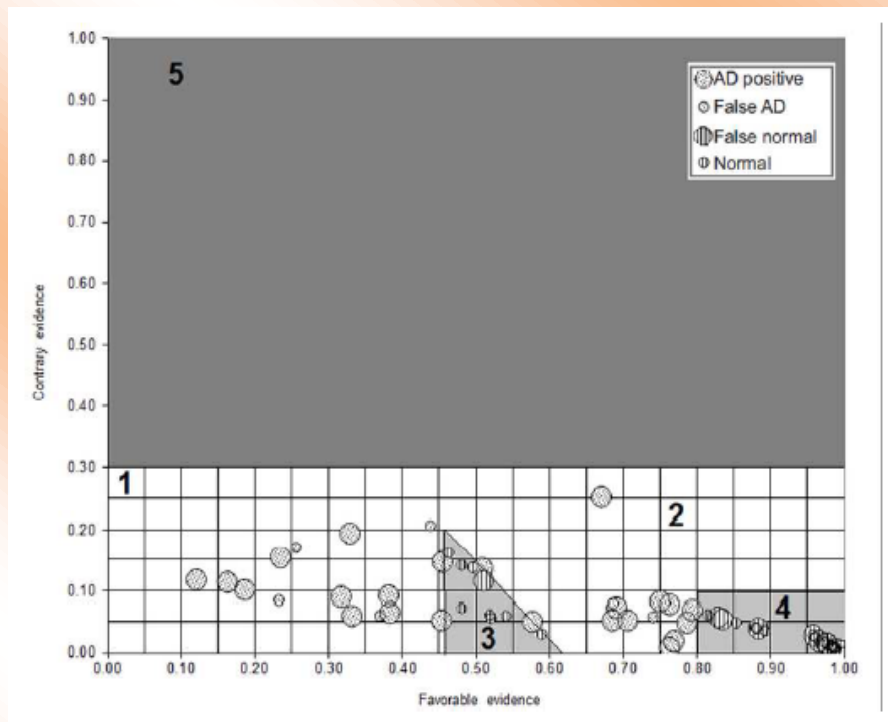 1.00
0.90
0.80
0.70
0.60
0.50
0.40
0.30
0.20
0.10
0.00
Contrary evidence
5
AD positive
False AD
False normal
Normal
1
2
3
4
0.00 0.10 0.20 0.30 0.40 0.50 0.60 0.70 0.80 0.90 1.00
Favorable evidence